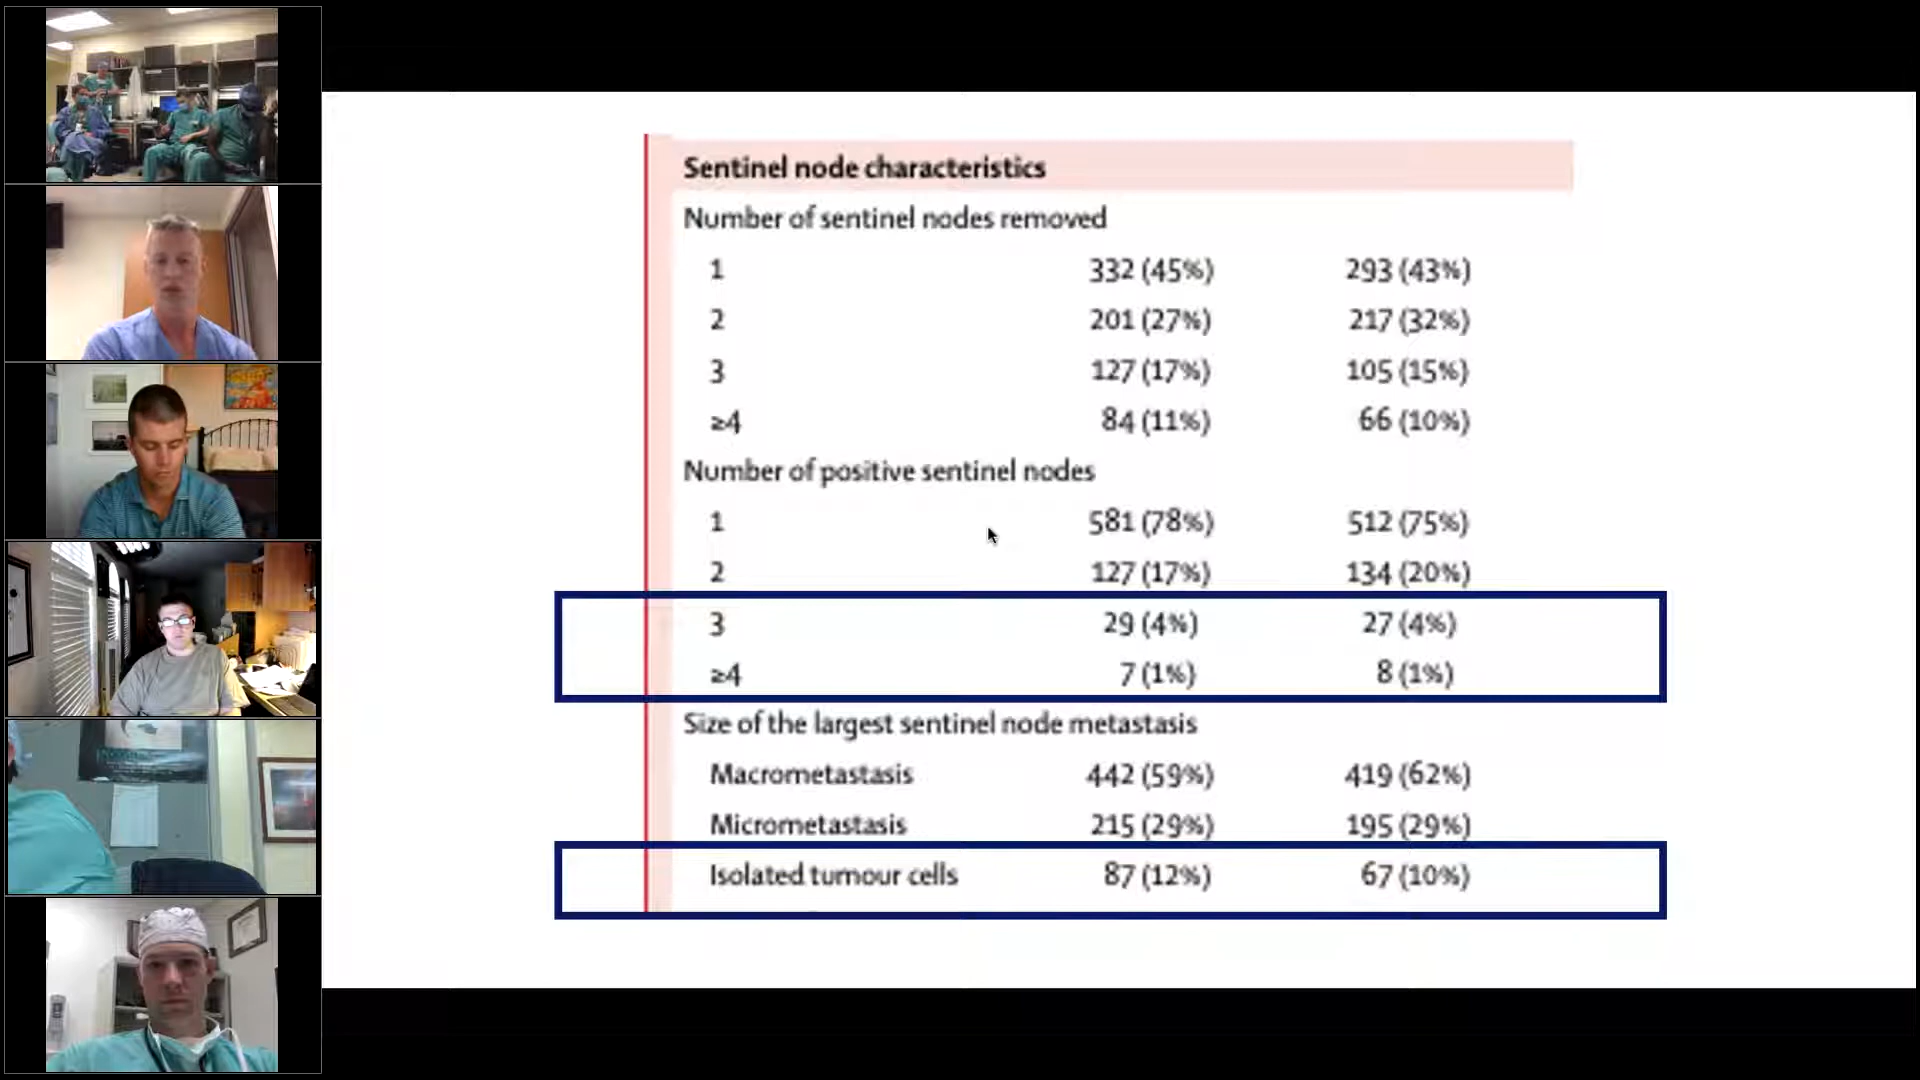 Sentinel node characteristics
Number of sentinel nodes removed
1 332 (45%) 293 (43%)
2 201 (27%) 217 (32%)
3 127 (17%) 105 (15%)
≥4 84 (11%) 66 (10%)
Number of positive sentinel nodes
1 581 (78%) 512 (75%)
2 127 (17%) 134 (20%)
3 29 (4%) 27 (4%)
≥4 7 (1%) 8 (1%)
Size of the largest sentinel node metastasis
Macrometastasis 442 (59%) 419 (62%)
Micrometastasis 215 (29%) 195 (29%)
Isolated tumour cells 87 (12%) 67 (10%)